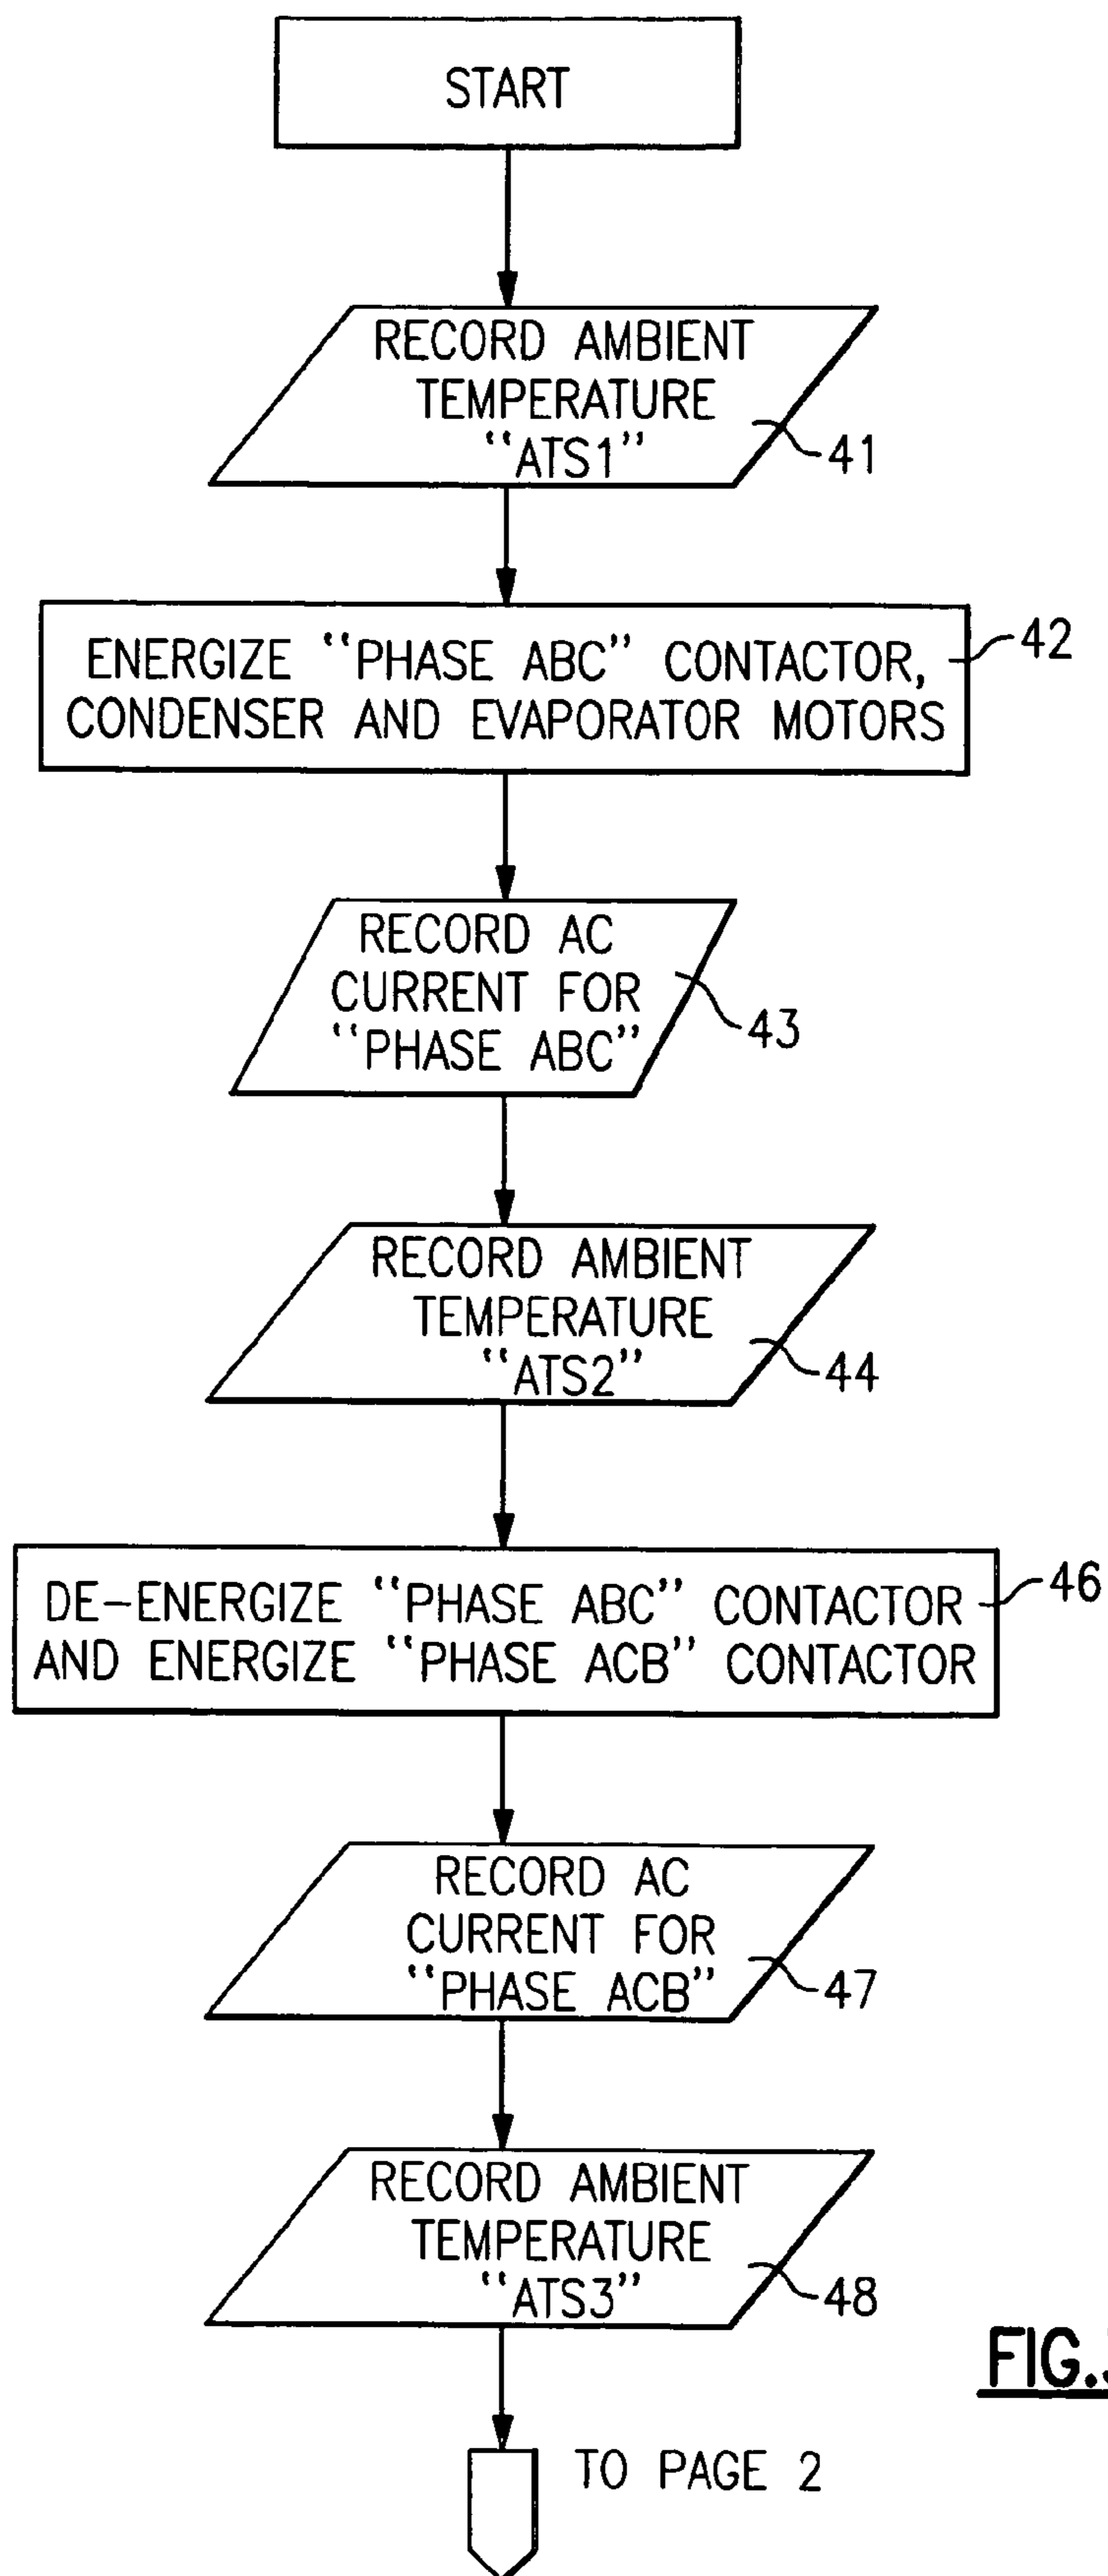 START
RECORD AMBIENT
TEMPERATURE
"ATS1"
41
ENERGIZE "PHASE ABC" CONTACTOR,
CONDENSER AND EVAPORATOR MOTORS
42
RECORD AC
CURRENT FOR
"PHASE ABC"
43
RECORD AMBIENT
TEMPERATURE
"ATS2"
44
DE-ENERGIZE "PHASE ABC" CONTACTOR
AND ENERGIZE "PHASE ACB" CONTACTOR
46
RECORD AC
CURRENT FOR
"PHASE ACB"
47
RECORD AMBIENT
TEMPERATURE
"ATS3"
48
FIG.
TO PAGE 2